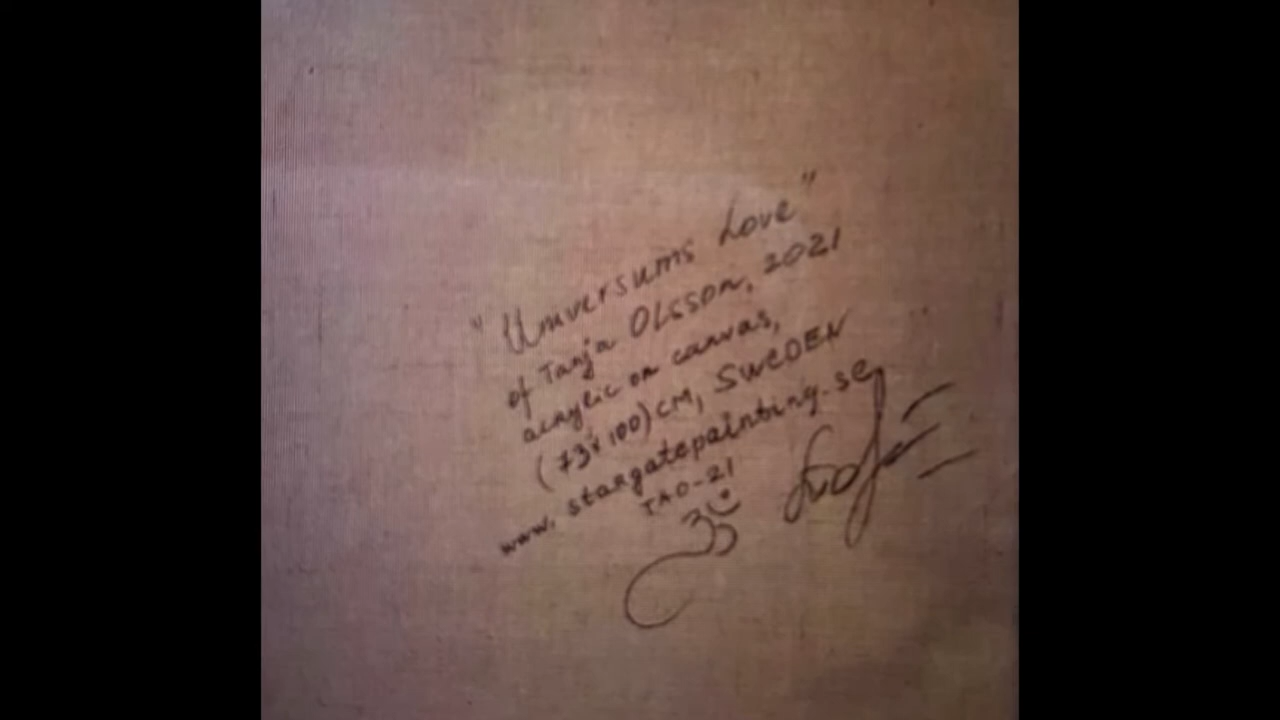 "Universums Love"
of Tanja Olsson, 2021
acrylic on canvas,
(73x100)cm, SWEDEN
www.stargatepainting.se
TAO-21
ॐ